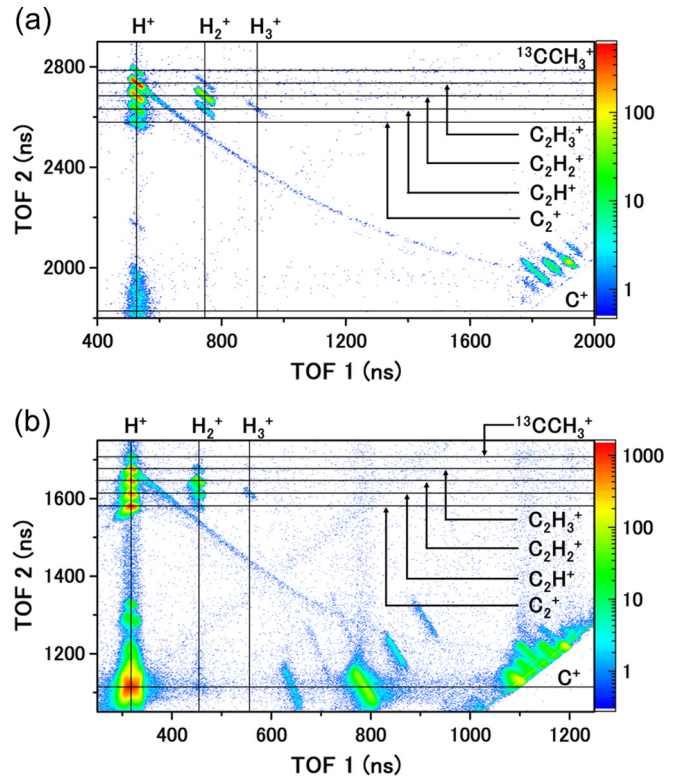 (a)
H⁺ H₂⁺ H₃⁺
¹³CCH₃⁺
2800
2400
2000
TOF 2 (ns)
C₂H₃⁺
C₂H₂⁺
C₂H⁺
C₂⁺
C⁺
100
10
1
400 800 1200 1600 2000
TOF 1 (ns)
(b)
H⁺ H₂⁺ H₃⁺
¹³CCH₃⁺
1600
1400
1200
TOF 2 (ns)
C₂H₃⁺
C₂H₂⁺
C₂H⁺
C₂⁺
C⁺
1000
100
10
1
400 600 800 1000 1200
TOF 1 (ns)